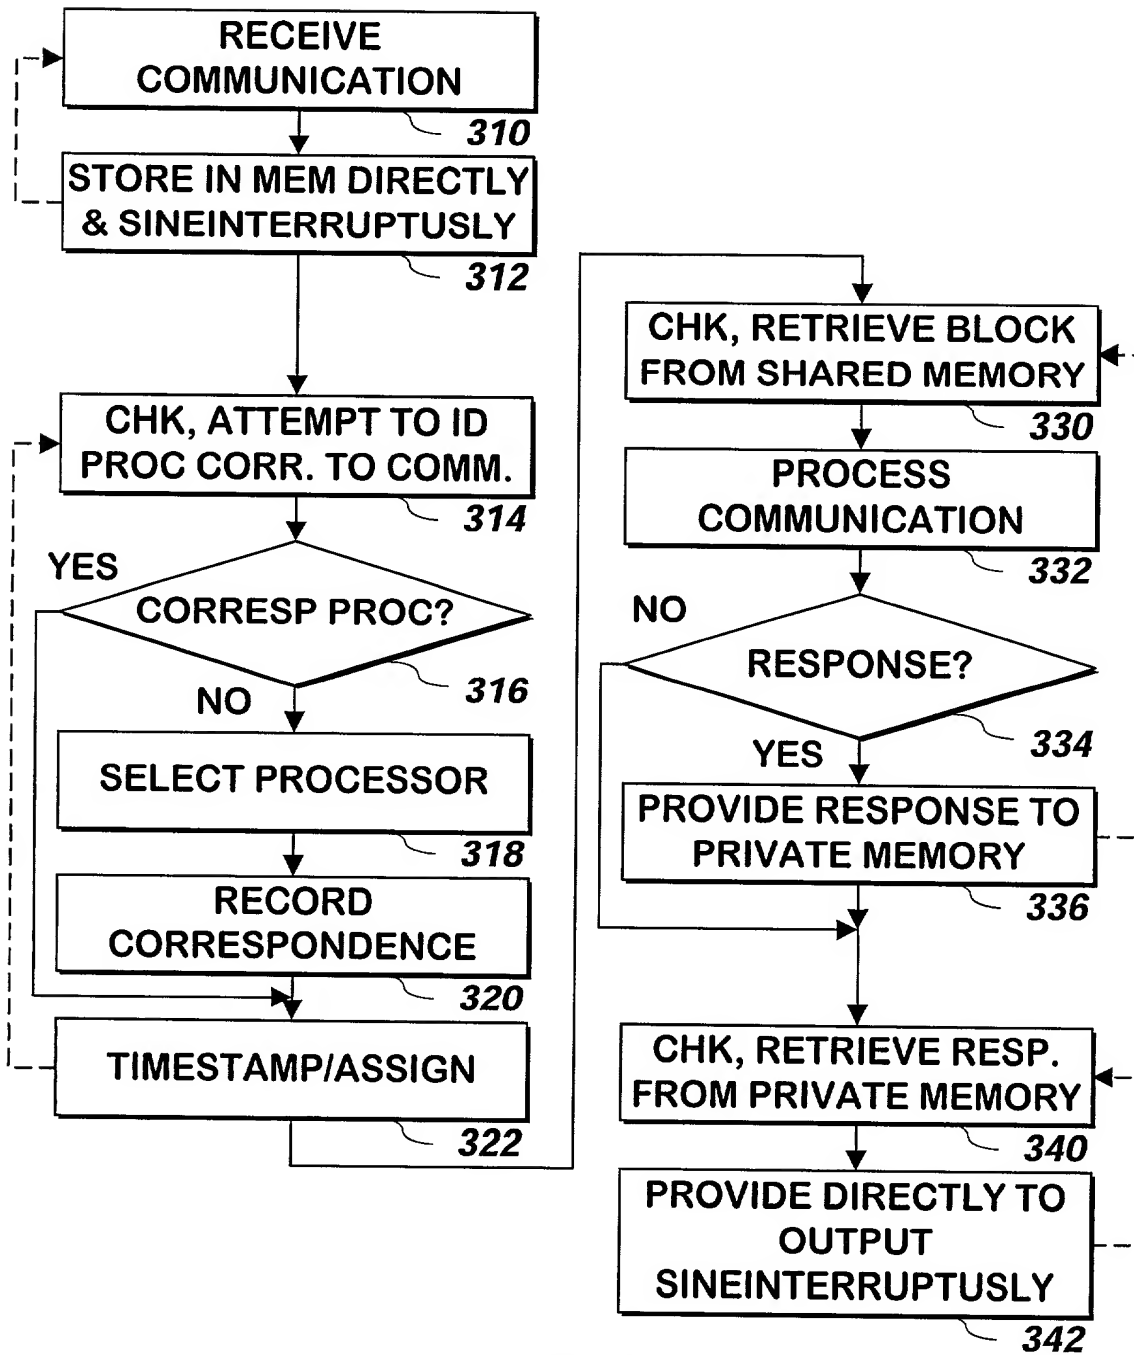 RECEIVE
COMMUNICATION
310
STORE IN MEM DIRECTLY
& SINEINTERRUPTUSLY
312
CHK, ATTEMPT TO ID
PROC CORR. TO COMM.
314
YES
CORRESP PROC?
316
NO
SELECT PROCESSOR
318
RECORD
CORRESPONDENCE
320
TIMESTAMP/ASSIGN
322
CHK, RETRIEVE BLOCK
FROM SHARED MEMORY
330
PROCESS
COMMUNICATION
332
NO
RESPONSE?
334
YES
PROVIDE RESPONSE TO
PRIVATE MEMORY
336
CHK, RETRIEVE RESP.
FROM PRIVATE MEMORY
340
PROVIDE DIRECTLY TO
OUTPUT
SINEINTERRUPTUSLY
342